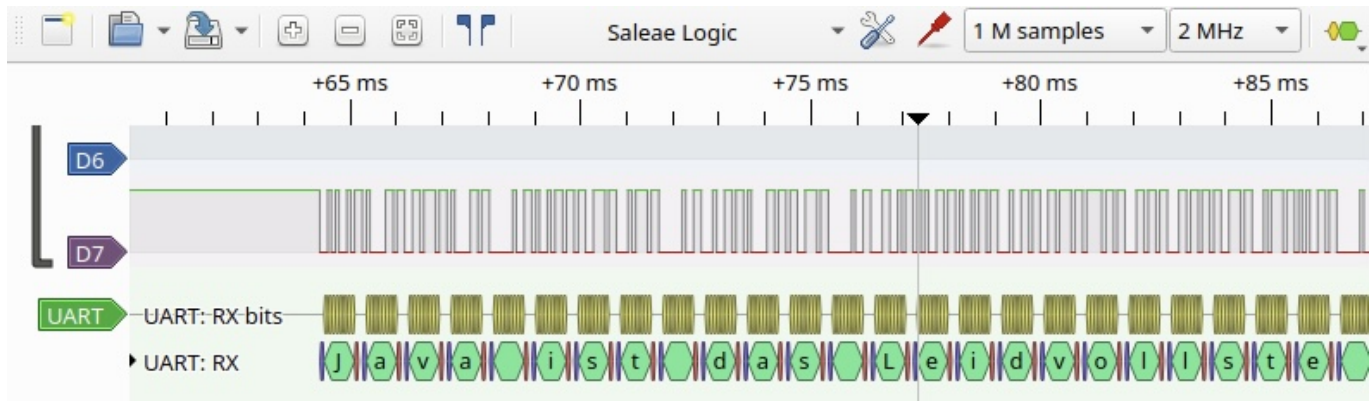 Saleae Logic 1 M samples 2 MHz
+65 ms +70 ms +75 ms +80 ms +85 ms
D6
D7
UART UART: RX bits
UART: RX J a v a i s t d a s L e i d v o l l s t e